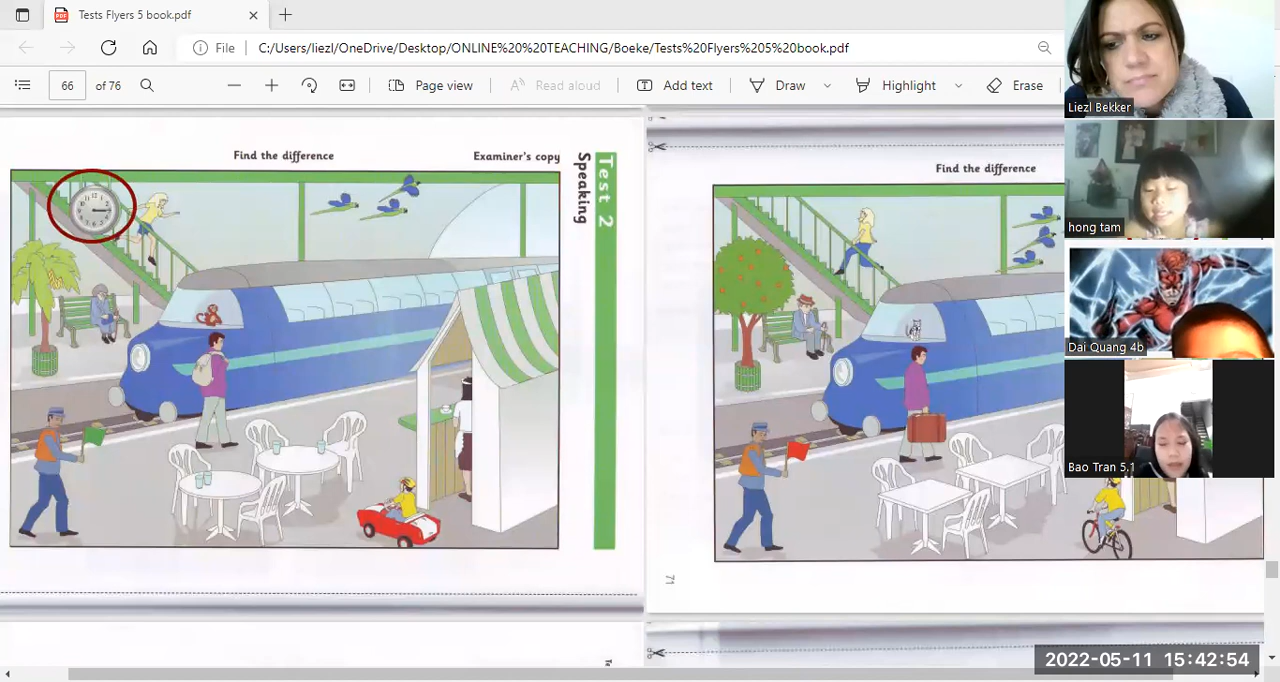 Tests Flyers 5 book.pdf
File
C:/Users/liezl/OneDrive/Desktop/ONLINE%20%20TEACHING/Boeke/Tests%20Flyers%205%20book.pdf
66
of 76
Page view
Read aloud
Add text
Draw
Highlight
Erase
Find the difference
Examiner's copy
Test 2
Speaking
Find the difference
71
Liezl Bekker
hong tam
Dai Quang 4b
Bao Tran 5.1
2022-05-11 15:42:54